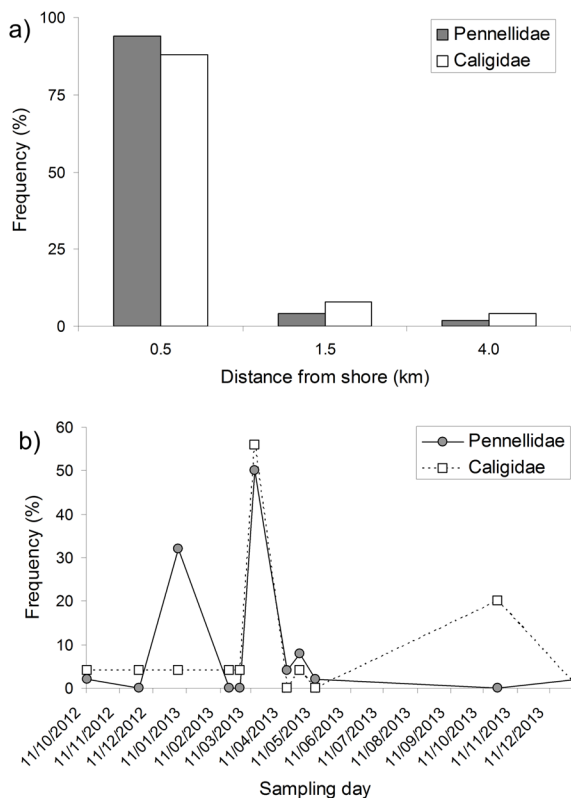 a)
Frequency (%)
100
75
50
25
0
Pennellidae
Caligidae
0.5 1.5 4.0
Distance from shore (km)
b)
Frequency (%)
60
50
40
30
20
10
0
Pennellidae
Caligidae
11/10/2012 11/11/2012 11/12/2012 11/01/2013 11/02/2013 11/03/2013 11/04/2013 11/05/2013 11/06/2013 11/07/2013 11/08/2013 11/09/2013 11/10/2013 11/11/2013 11/12/2013
Sampling day